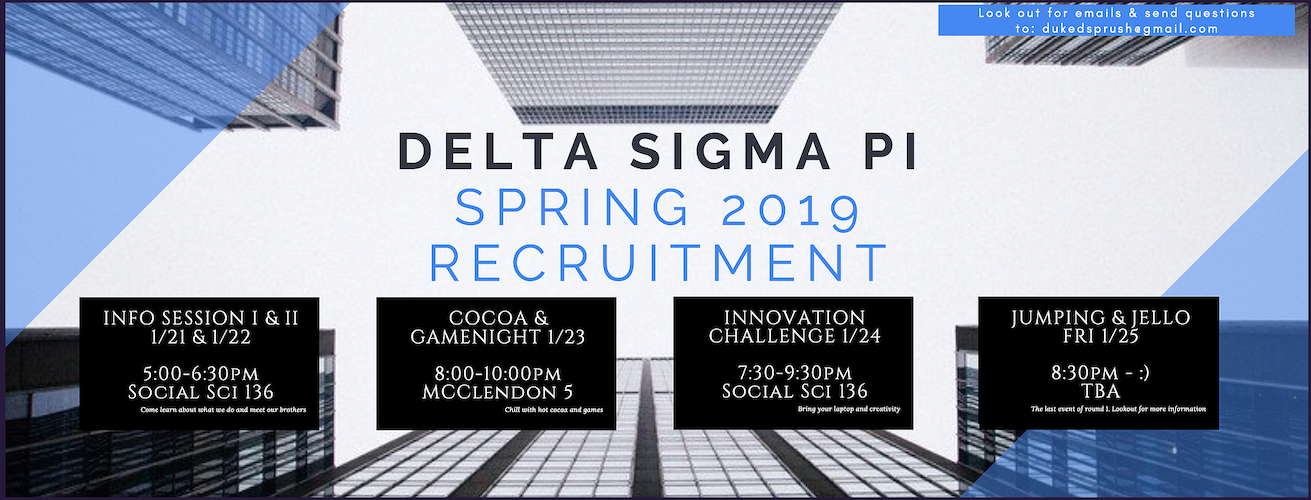 Look out for emails & send questions
to: dukedsprush@gmail.com
DELTA SIGMA PI
SPRING 2019
RECRUITMENT
INFO SESSION I & II
1/21 & 1/22
5:00-6:30PM
SOCIAL SCI 136
Come learn about what we do and meet our brothers
COCOA &
GAMENIGHT 1/23
8:00-10:00PM
MCCLENDON 5
Chill with hot cocoa and games
INNOVATION
CHALLENGE 1/24
7:30-9:30PM
SOCIAL SCI 136
Bring your laptop and creativity
JUMPING & JELLO
FRI 1/25
8:30PM - :)
TBA
The last event of round 1. Lookout for more information